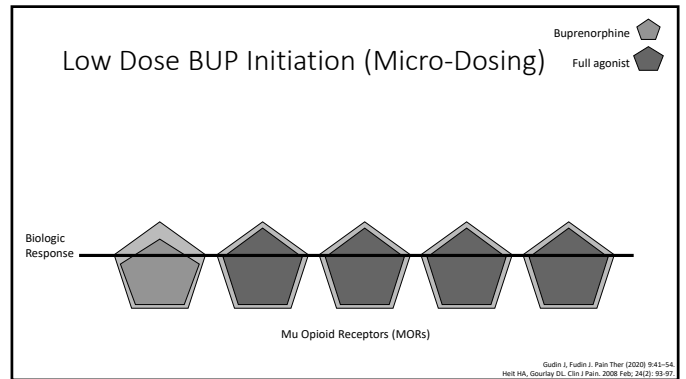 Buprenorphine
Low Dose BUP Initiation (Micro-Dosing)
Full agonist
Biologic
Response
Mu Opioid Receptors (MORs)
Gudin J, Fudin J. Pain Ther (2020) 9:41–54.
Heit HA, Gourlay DL. Clin J Pain. 2008 Feb; 24(2): 93-97.